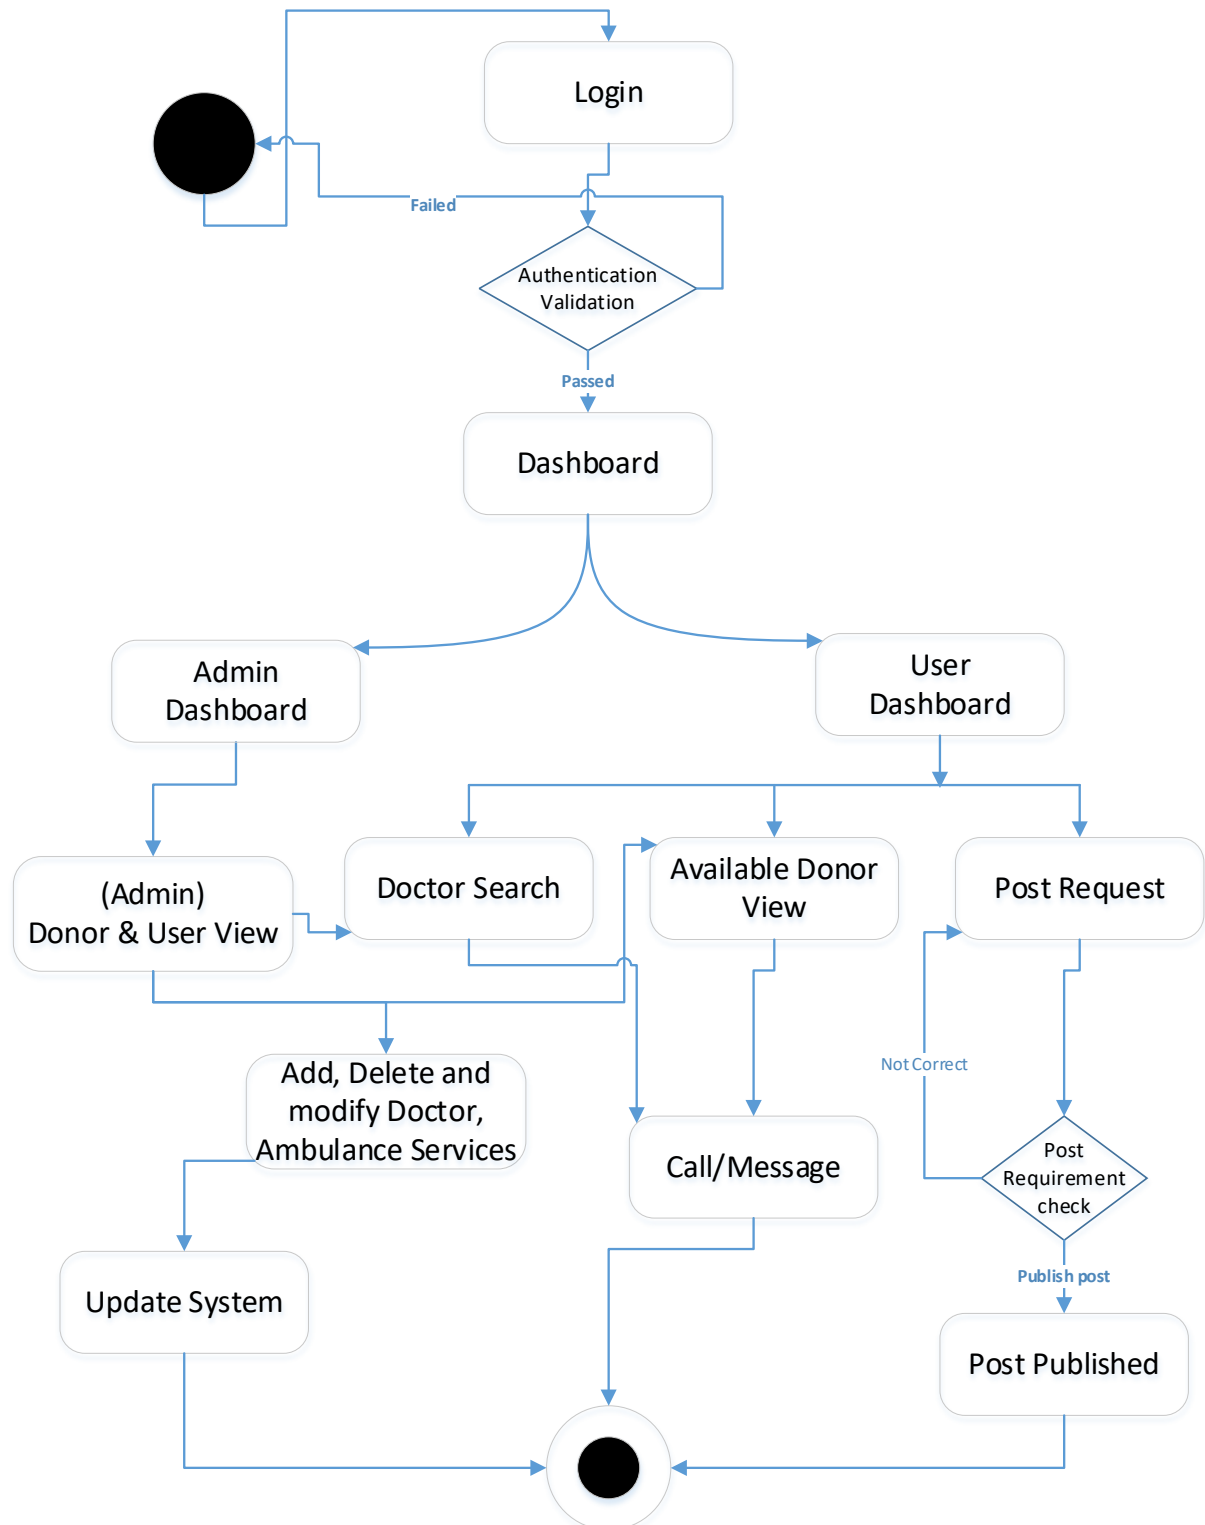 Login
Failed
Authentication
Validation
Passed
Dashboard
Admin
Dashboard
User
Dashboard
(Admin)
Donor & User View
Doctor Search
Available Donor
View
Post Request
Not Correct
Add, Delete and
modify Doctor,
Ambulance Services
Call/Message
Post
Requirement
check
Publish post
Update System
Post Published